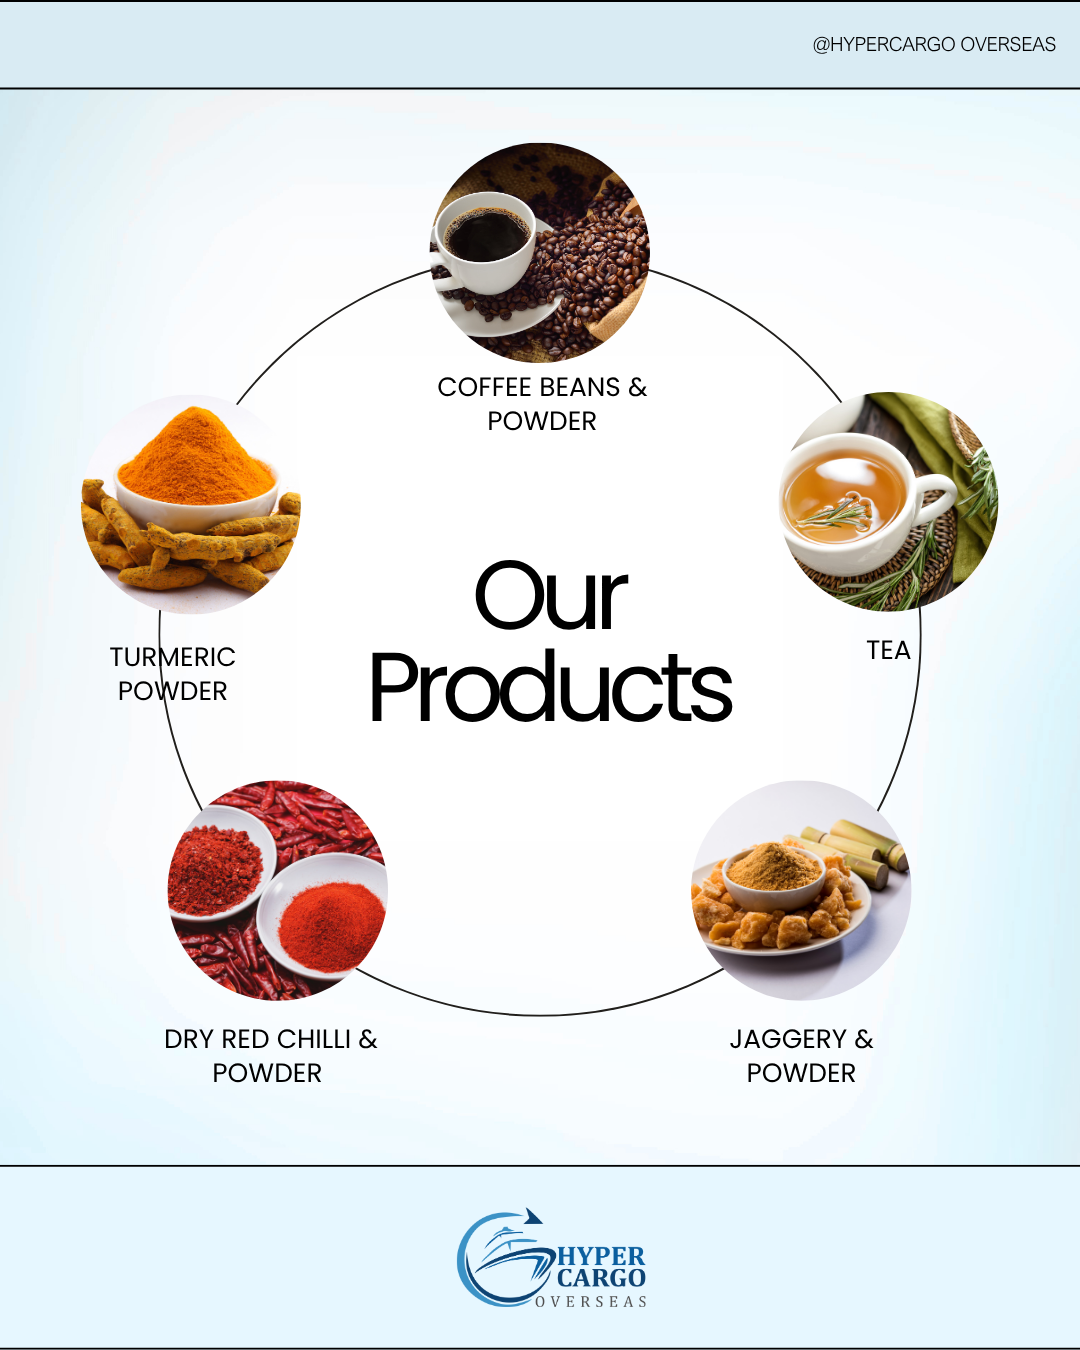 @HYPERCARGO OVERSEAS
COFFEE BEANS &
POWDER
Our
Products
TURMERIC
POWDER
TEA
DRY RED CHILLI &
POWDER
JAGGERY &
POWDER
HYPER
CARGO
OVERSEAS